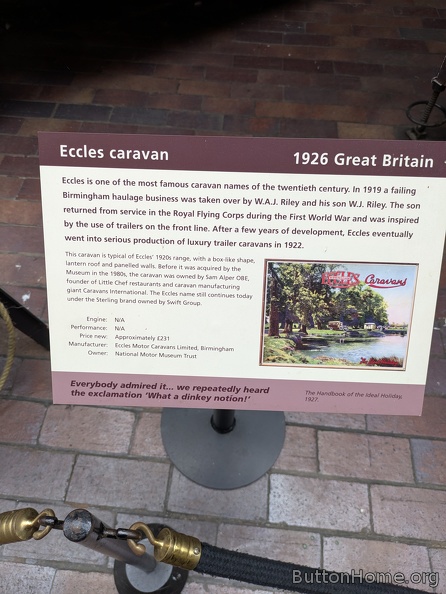 Eccles caravan 1926 Great Britain
Eccles is one of the most famous caravan names of the twentieth century. In 1919 a failing
Birmingham haulage business was taken over by W.A.J. Riley and his son W.J. Riley. The son
returned from service in the Royal Flying Corps during the First World War and was inspired
by the use of trailers on the front line. After a few years of development, Eccles eventually
went into serious production of luxury trailer caravans in 1922.
This caravan is typical of Eccles' 1920s range, with a box-like shape,
lantern roof and panelled walls. Before it was acquired by the
Museum in the 1980s, the caravan was owned by Sam Alper OBE,
founder of Little Chef restaurants and caravan manufacturing
giant Caravans International. The Eccles name still continues today
under the Sterling brand owned by Swift Group.
Engine: N/A
Performance: N/A
Price new: Approximately £231
Manufacturer: Eccles Motor Caravans Limited, Birmingham
Owner: National Motor Museum Trust
ECCLES Caravans
Everybody admired it... we repeatedly heard
the exclamation 'What a dinkey notion!'
The Handbook of the Ideal Holiday,
1927.
ButtonHome.org